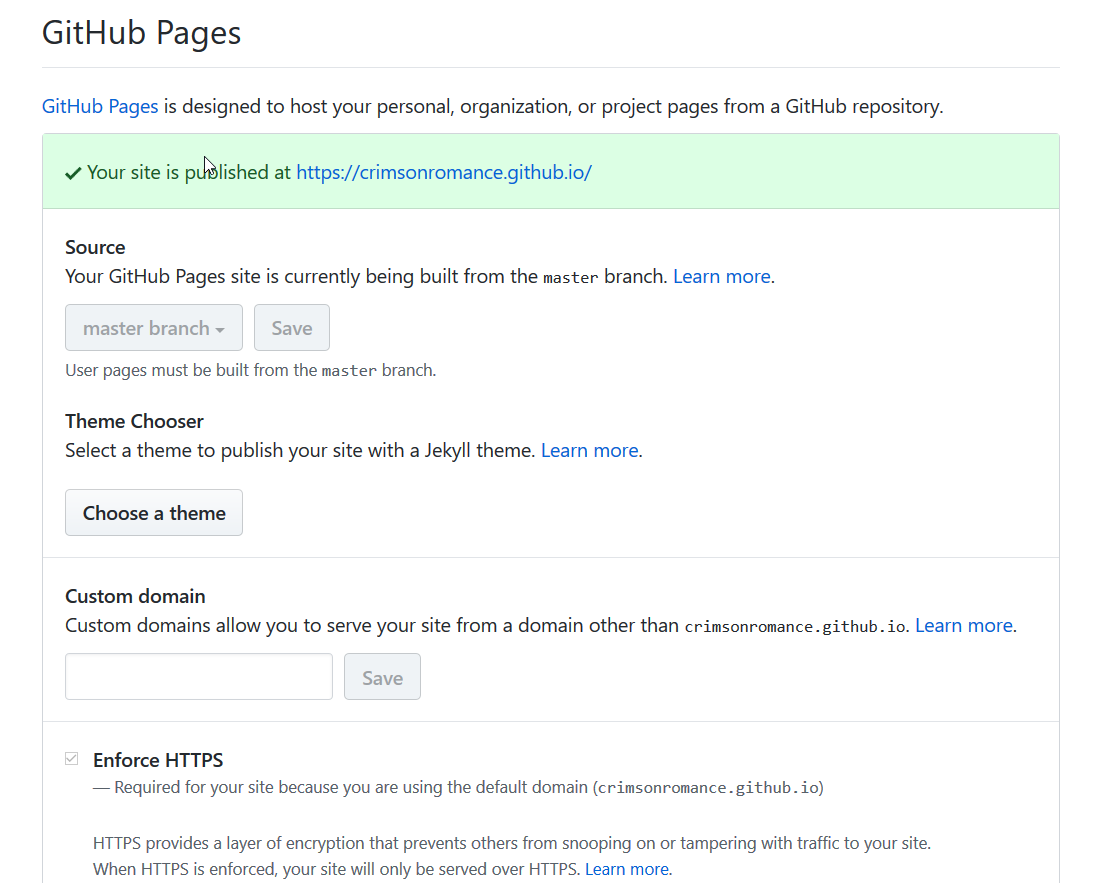 GitHub Pages
GitHub Pages is designed to host your personal, organization, or project pages from a GitHub repository.
Your site is published at https://crimsonromance.github.io/
Source
Your GitHub Pages site is currently being built from the master branch. Learn more.
master branch Save
User pages must be built from the master branch.
Theme Chooser
Select a theme to publish your site with a Jekyll theme. Learn more.
Choose a theme
Custom domain
Custom domains allow you to serve your site from a domain other than crimsonromance.github.io. Learn more.
Save
Enforce HTTPS
— Required for your site because you are using the default domain (crimsonromance.github.io)
HTTPS provides a layer of encryption that prevents others from snooping on or tampering with traffic to your site.
When HTTPS is enforced, your site will only be served over HTTPS. Learn more.